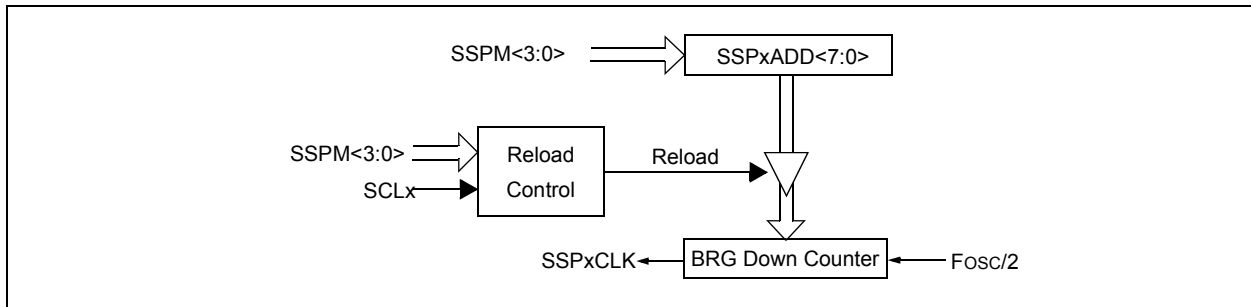 SSPM<3:0>
SSPxADD<7:0>
SSPM<3:0>
SCLx
Reload
Control
Reload
SSPxCLK
BRG Down Counter
FOSC/2